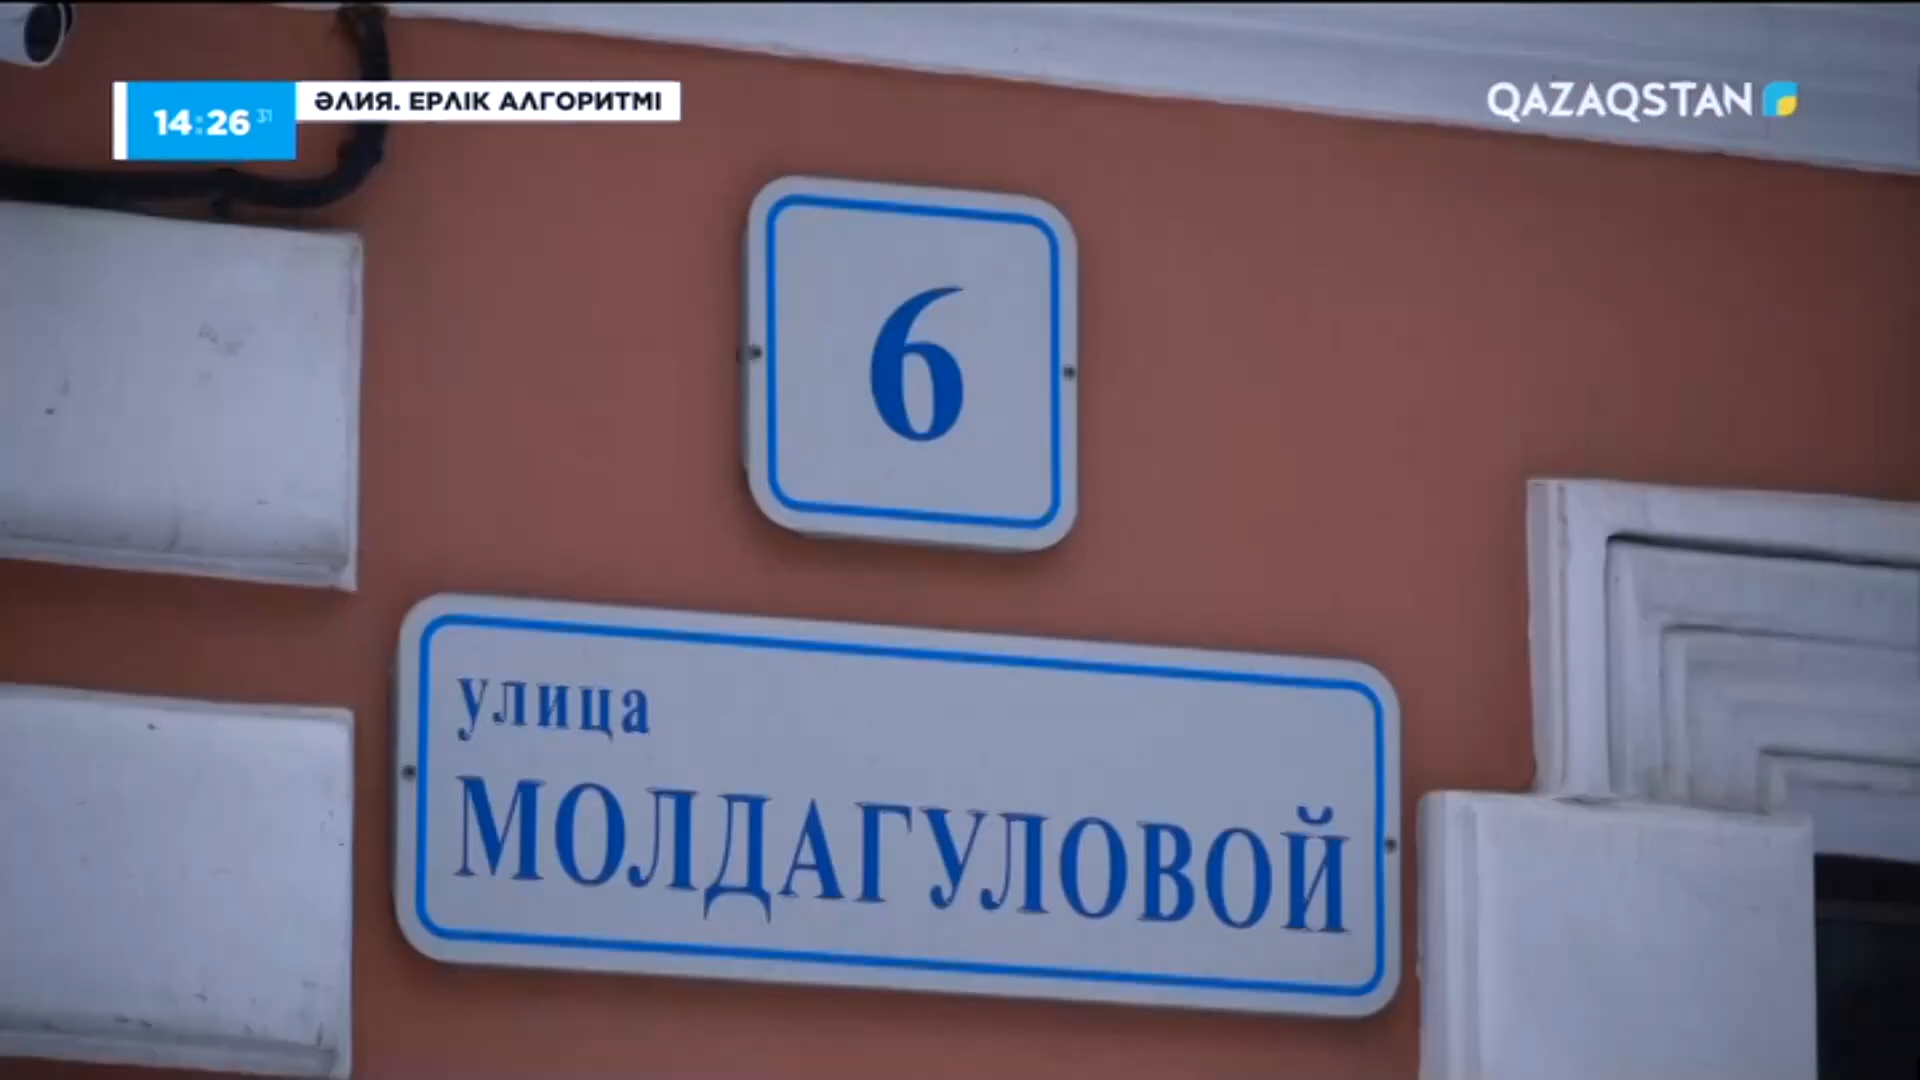 14:26 31
ӘЛИЯ. ЕРЛІК АЛГОРИТМІ
QAZAQSTAN
6
улица
МОЛДАГУЛОВОЙ